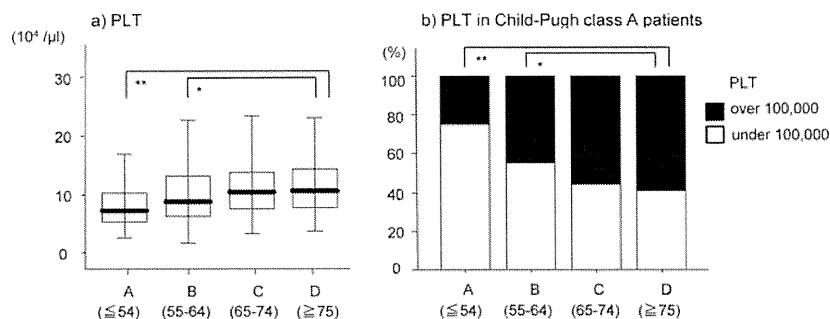 a) PLT
(10⁴ /μl)
30
20
10
0
**
*
A
B
C
D
(≦54)
(55-64)
(65-74)
(≧75)
b) PLT in Child-Pugh class A patients
(%)
100
80
60
40
20
0
**
*
A
B
C
D
(≦54)
(55-64)
(65-74)
(≧75)
PLT
over 100,000
under 100,000